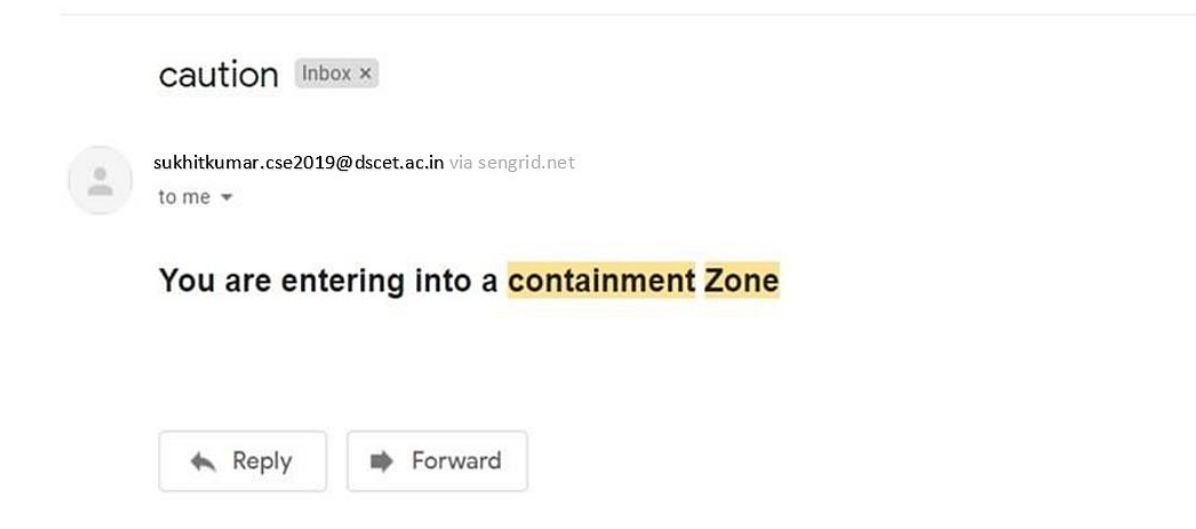 caution Inbox ×
sukhitkumar.cse2019@dscet.ac.in via sengrid.net
to me
You are entering into a containment Zone
Reply Forward